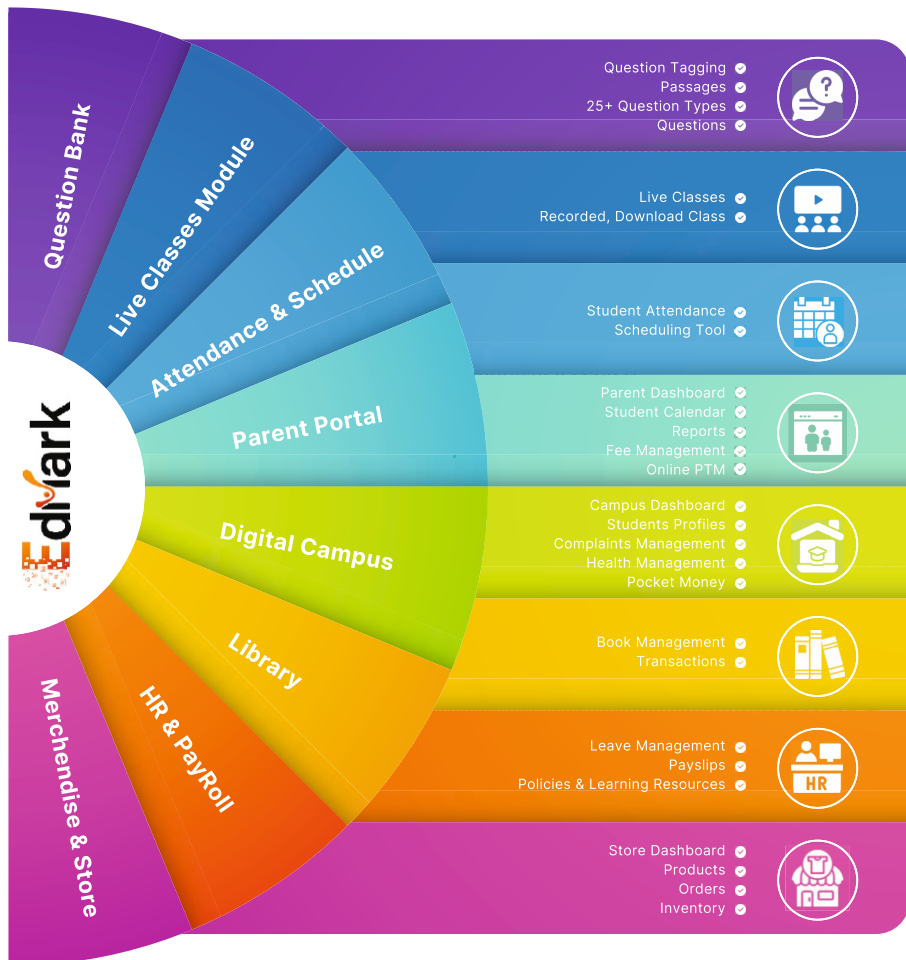 EdMark
Question Bank
Question Tagging
Passages
25+ Question Types
Questions
?
Live Classes Module
Live Classes
Recorded, Download Class
Attendance & Schedule
Student Attendance
Scheduling Tool
Parent Portal
Parent Dashboard
Student Calendar
Reports
Fee Management
Online PTM
Digital Campus
Campus Dashboard
Students Profiles
Complaints Management
Health Management
Pocket Money
Library
Book Management
Transactions
HR & PayRoll
Leave Management
Payslips
Policies & Learning Resources
HR
Merchendise & Store
Store Dashboard
Products
Orders
Inventory